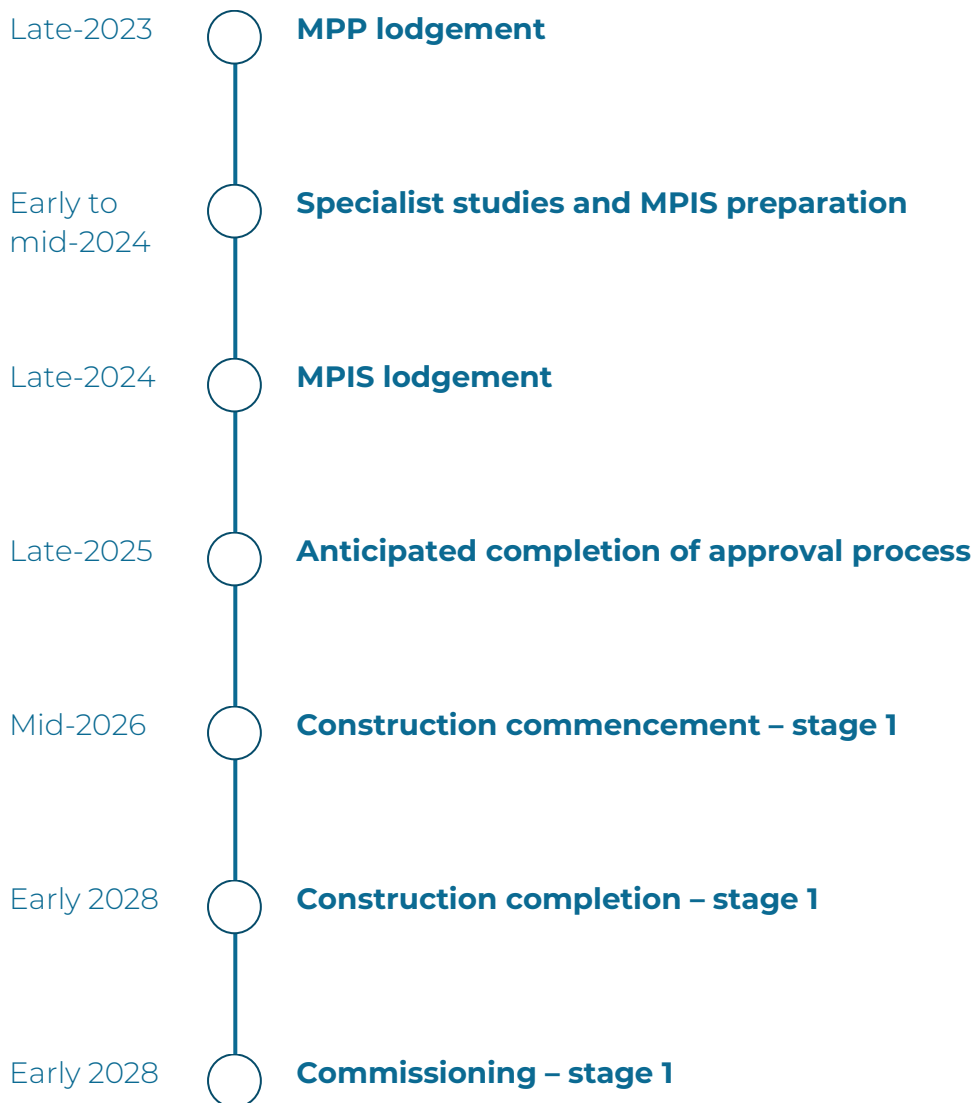 Late-2023
MPP lodgement
Early to
mid-2024
Specialist studies and MPIS preparation
Late-2024
MPIS lodgement
Late-2025
Anticipated completion of approval process
Mid-2026
Construction commencement – stage 1
Early 2028
Construction completion – stage 1
Early 2028
Commissioning – stage 1